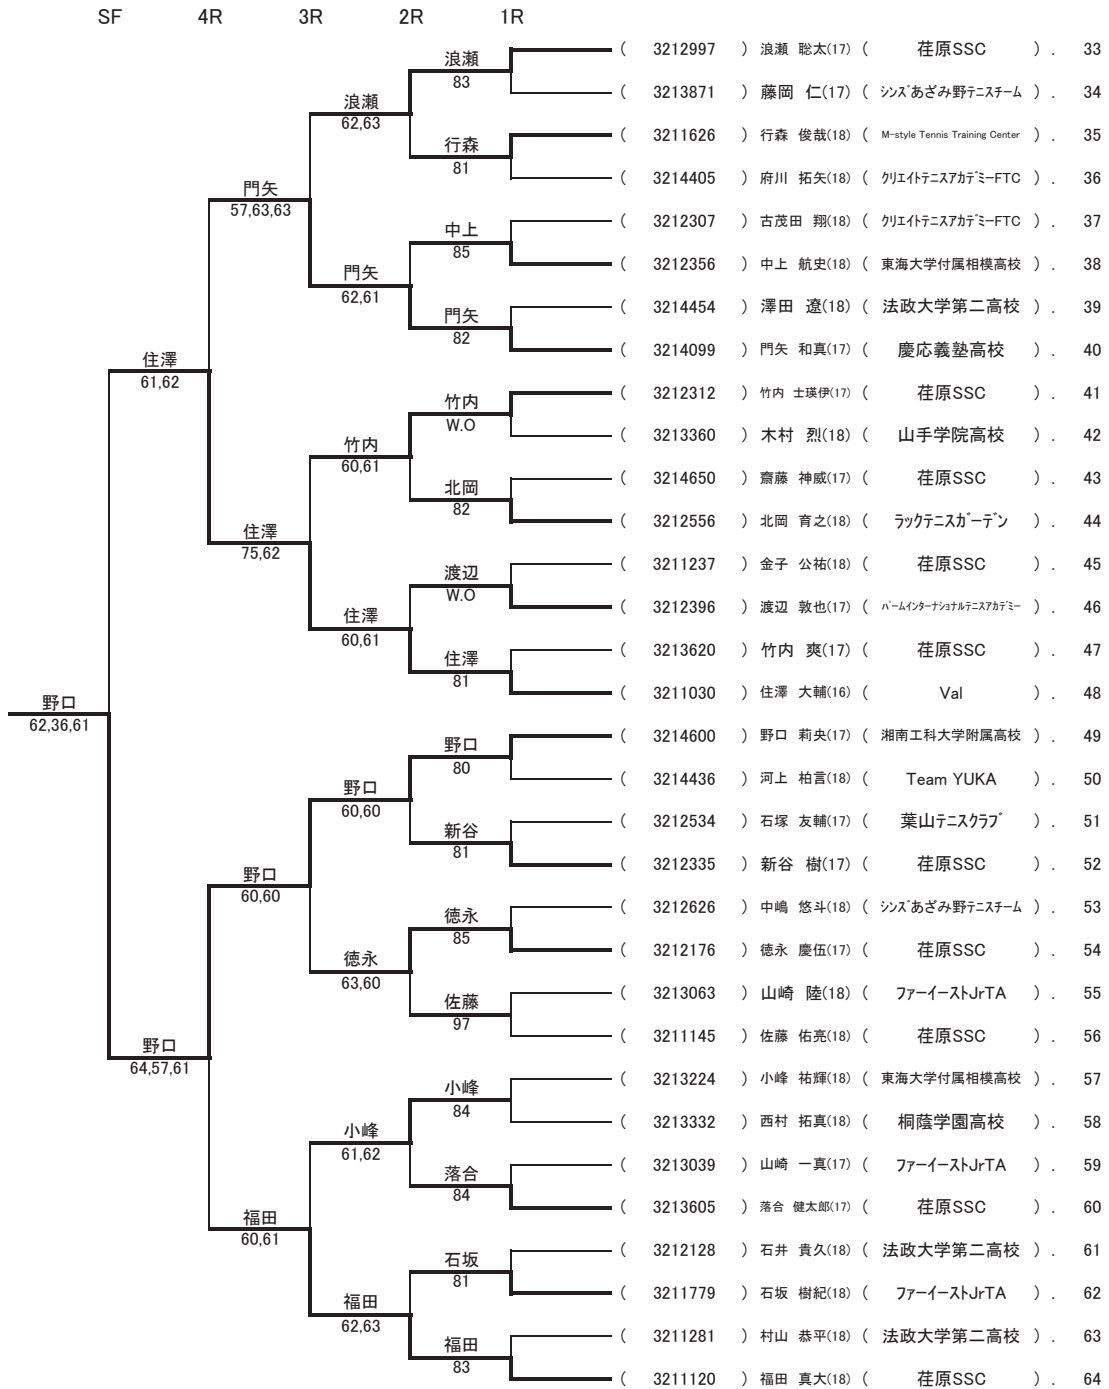 SF 4R 3R 2R 1R
( 3212997 ) 浪瀬 聡太(17) ( 荏原SSC ) . 33
浪瀬
83
( 3213871 ) 藤岡 仁(17) ( シンズあざみ野テニスチーム ) . 34
浪瀬
62,63
( 3211626 ) 行森 俊哉(18) ( M-style Tennis Training Center ) . 35
行森
81
( 3214405 ) 府川 拓矢(18) ( クリエイトテニスアカデミーFTC ) . 36
門矢
57,63,63
( 3212307 ) 古茂田 翔(18) ( クリエイトテニスアカデミーFTC ) . 37
中上
85
( 3212356 ) 中上 航史(18) ( 東海大学付属相模高校 ) . 38
門矢
62,61
( 3214454 ) 澤田 遼(18) ( 法政大学第二高校 ) . 39
門矢
82
( 3214099 ) 門矢 和真(17) ( 慶応義塾高校 ) . 40
住澤
61,62
( 3212312 ) 竹内 士瑛伊(17) ( 荏原SSC ) . 41
竹内
W.O
( 3213360 ) 木村 烈(18) ( 山手学院高校 ) . 42
竹内
60,61
( 3214650 ) 齋藤 神威(17) ( 荏原SSC ) . 43
北岡
82
( 3212556 ) 北岡 育之(18) ( ラックテニスガーデン ) . 44
住澤
75,62
( 3211237 ) 金子 公祐(18) ( 荏原SSC ) . 45
渡辺
W.O
( 3212396 ) 渡辺 敦也(17) ( パームインターナショナルテニスアカデミー ) . 46
住澤
60,61
( 3213620 ) 竹内 爽(17) ( 荏原SSC ) . 47
住澤
81
( 3211030 ) 住澤 大輔(16) ( Val ) . 48
野口
62,36,61
( 3214600 ) 野口 莉央(17) ( 湘南工科大学附属高校 ) . 49
野口
80
( 3214436 ) 河上 柏言(18) ( Team YUKA ) . 50
野口
60,60
( 3212534 ) 石塚 友輔(17) ( 葉山テニスクラブ ) . 51
新谷
81
( 3212335 ) 新谷 樹(17) ( 荏原SSC ) . 52
野口
60,60
( 3212626 ) 中嶋 悠斗(18) ( シンズあざみ野テニスチーム ) . 53
徳永
85
( 3212176 ) 徳永 慶伍(17) ( 荏原SSC ) . 54
徳永
63,60
( 3213063 ) 山崎 陸(18) ( ファーイーストJrTA ) . 55
佐藤
97
( 3211145 ) 佐藤 佑亮(18) ( 荏原SSC ) . 56
野口
64,57,61
( 3213224 ) 小峰 祐輝(18) ( 東海大学付属相模高校 ) . 57
小峰
84
( 3213332 ) 西村 拓真(18) ( 桐蔭学園高校 ) . 58
小峰
61,62
( 3213039 ) 山崎 一真(17) ( ファーイーストJrTA ) . 59
落合
84
( 3213605 ) 落合 健太郎(17) ( 荏原SSC ) . 60
福田
60,61
( 3212128 ) 石井 貴久(18) ( 法政大学第二高校 ) . 61
石坂
81
( 3211779 ) 石坂 樹紀(18) ( ファーイーストJrTA ) . 62
福田
62,63
( 3211281 ) 村山 恭平(18) ( 法政大学第二高校 ) . 63
福田
83
( 3211120 ) 福田 真大(18) ( 荏原SSC ) . 64